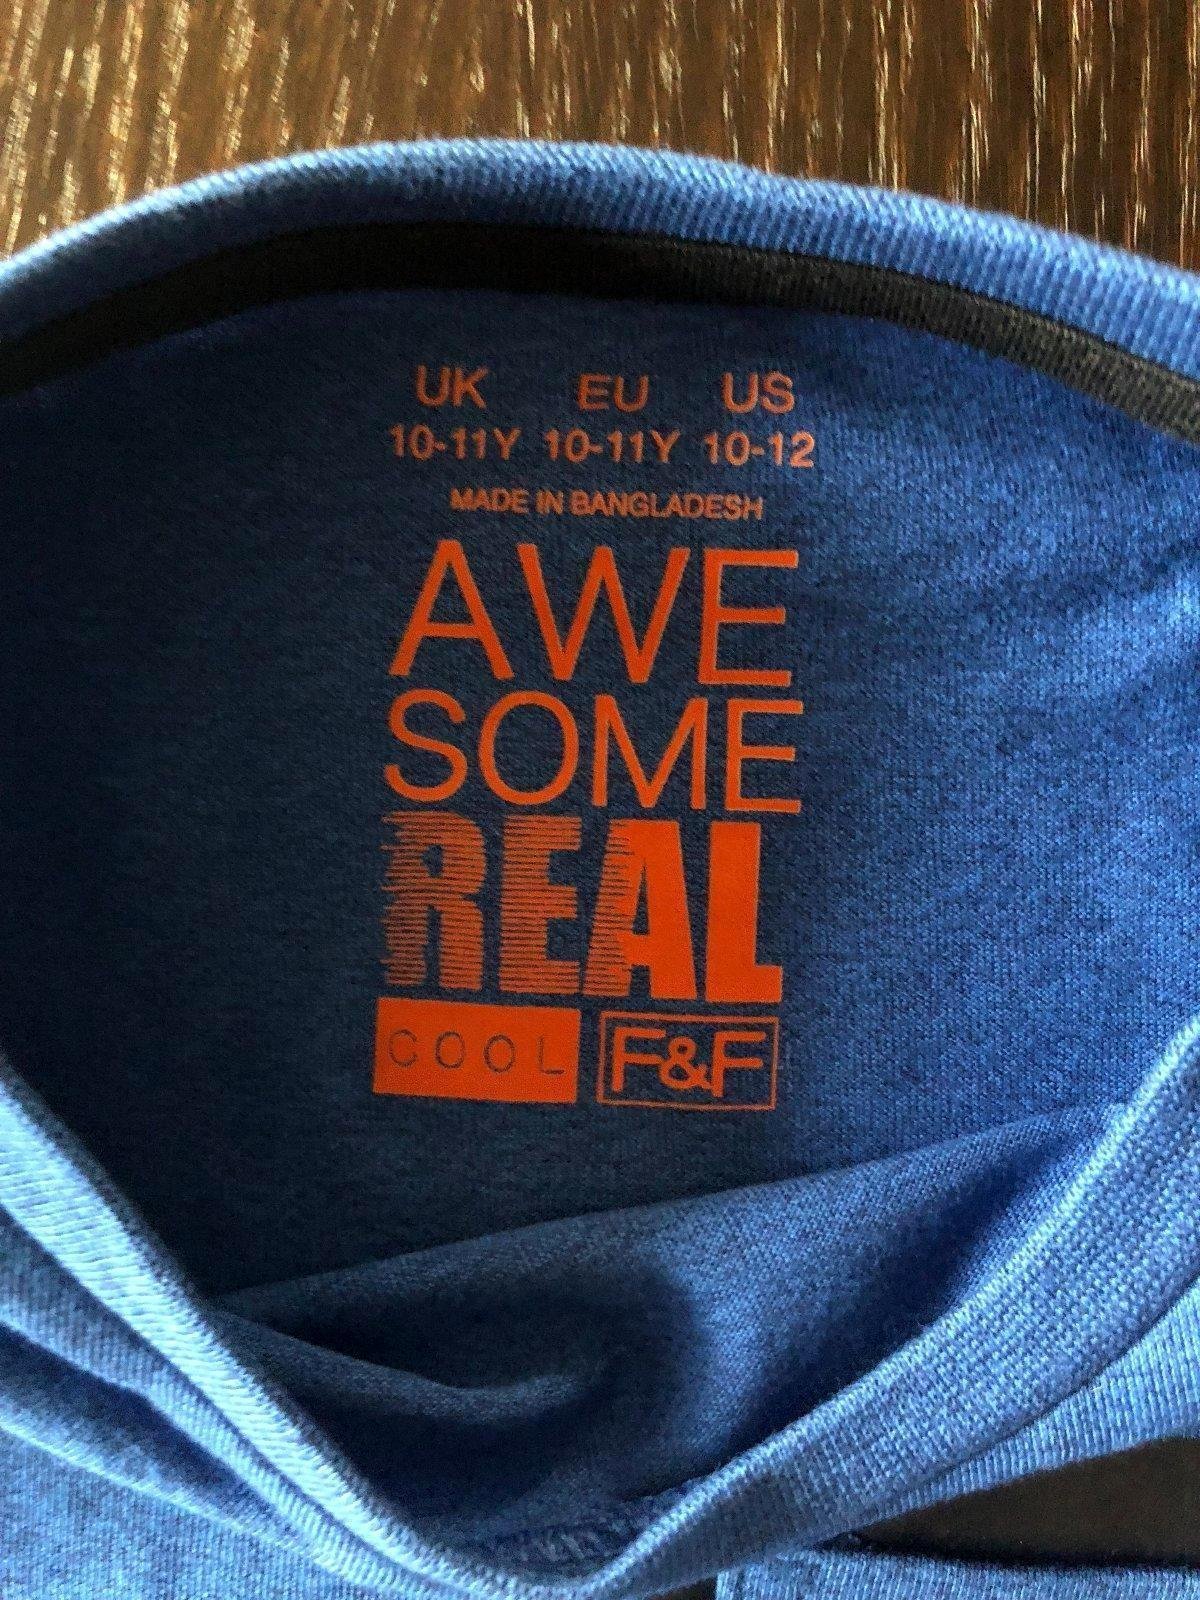 UK EU US
10-11Y 10-11Y 10-12
MADE IN BANGLADESH
AWE
SOME
REAL
COOL F&F